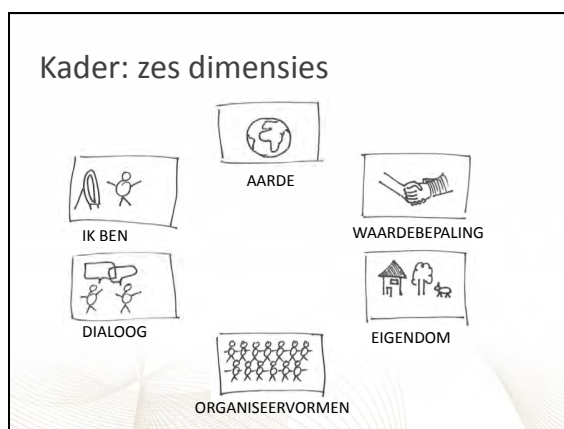 Kader: zes dimensies
AARDE
IK BEN
WAARDEBEPALING
DIALOOG
EIGENDOM
ORGANISEERVORMEN